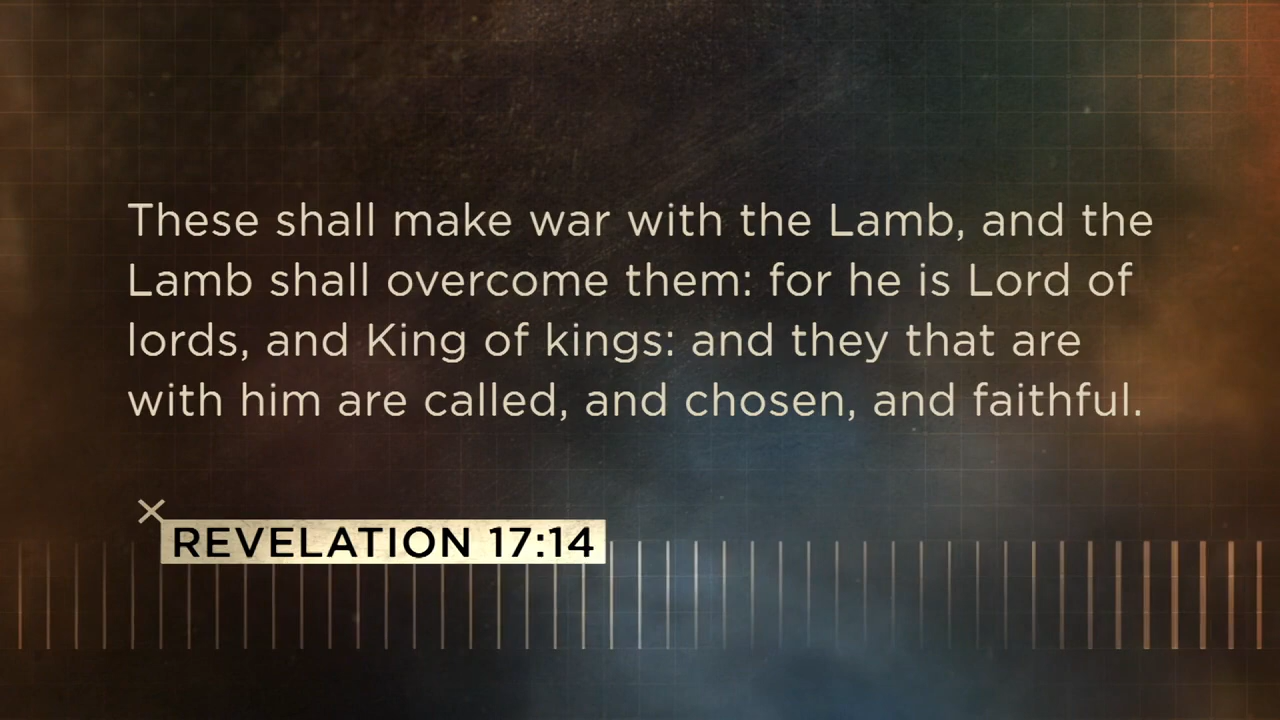 These shall make war with the Lamb, and the
Lamb shall overcome them: for he is Lord of
lords, and King of kings: and they that are
with him are called, and chosen, and faithful.
REVELATION 17:14